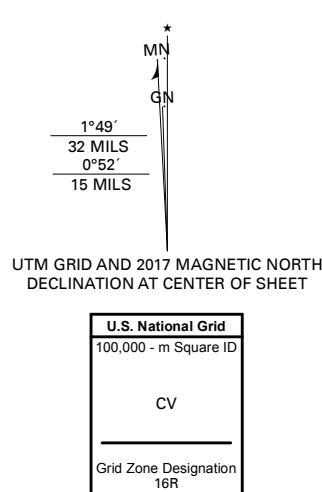 MN
GN
1°49´
32 MILS
0°52´
15 MILS
UTM GRID AND 2017 MAGNETIC NORTH
DECLINATION AT CENTER OF SHEET
U.S. National Grid
100,000 - m Square ID
CV
Grid Zone Designation
16R